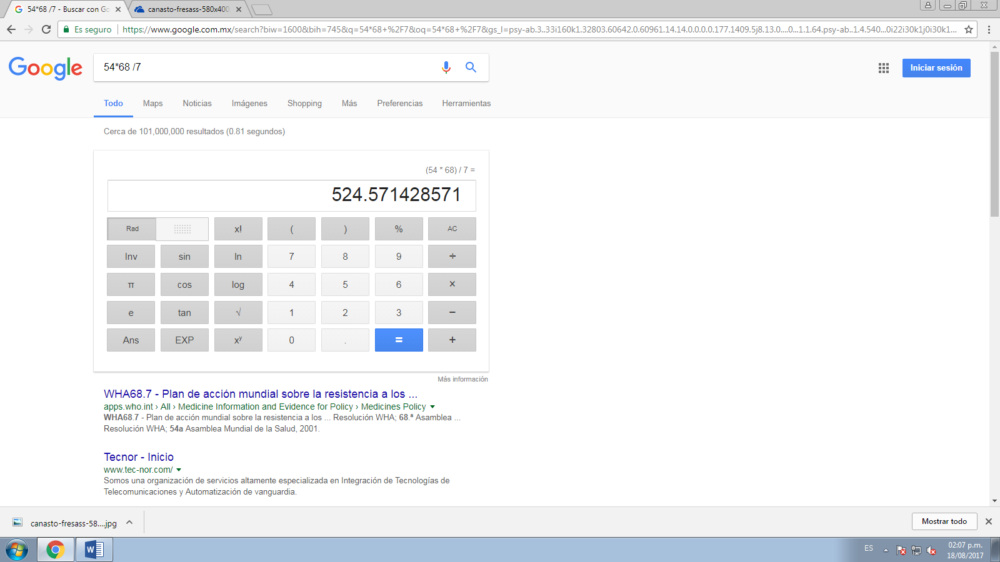 54*68 /7 - Buscar con Go
canasto-fresass-580x400
Es seguro
https://www.google.com.mx/search?biw=1600&bih=745&q=54*68+%2F7&oq=54*68+%2F7&gs_l=psy-ab.3..33i160k1.32803.60642.0.60961.14.14.0.0.0.0.177.1409.5j8.13.0....0...1.1.64.psy-ab..1.4.540...0i22i30k1j0i30k1...
Google
54*68 /7
Iniciar sesión
Todo Maps Noticias Imágenes Shopping Más Preferencias Herramientas
Cerca de 101,000,000 resultados (0.81 segundos)
(54 * 68) / 7 =
524.571428571
Rad x! ( ) % AC
Inv sin ln 7 8 9 ÷
π cos log 4 5 6 ×
e tan √ 1 2 3 −
Ans EXP xʸ 0 . = +
Más información
WHA68.7 - Plan de acción mundial sobre la resistencia a los ...
apps.who.int › All › Medicine Information and Evidence for Policy › Medicines Policy
WHA68.7 - Plan de acción mundial sobre la resistencia a los ... Resolución WHA; 68.ª Asamblea ...
Resolución WHA; 54a Asamblea Mundial de la Salud, 2001.
Tecnor - Inicio
www.tec-nor.com/
Somos una organización de servicios altamente especializada en Integración de Tecnologías de
Telecomunicaciones y Automatización de vanguardia.
canasto-fresass-58....jpg
Mostrar todo
W
ES
02:07 p.m.
18/08/2017